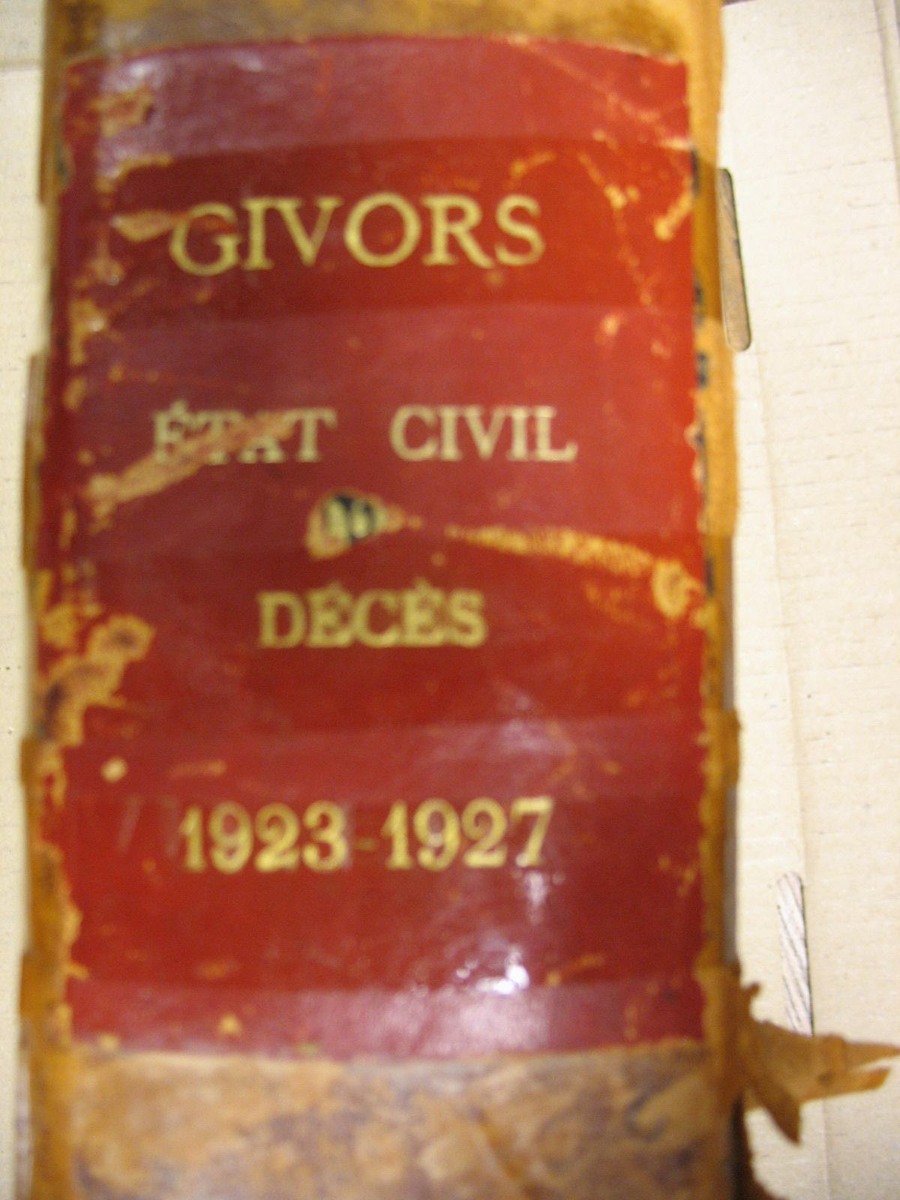 GIVORS
ÉTAT CIVIL
DÉCÈS
1923-1927